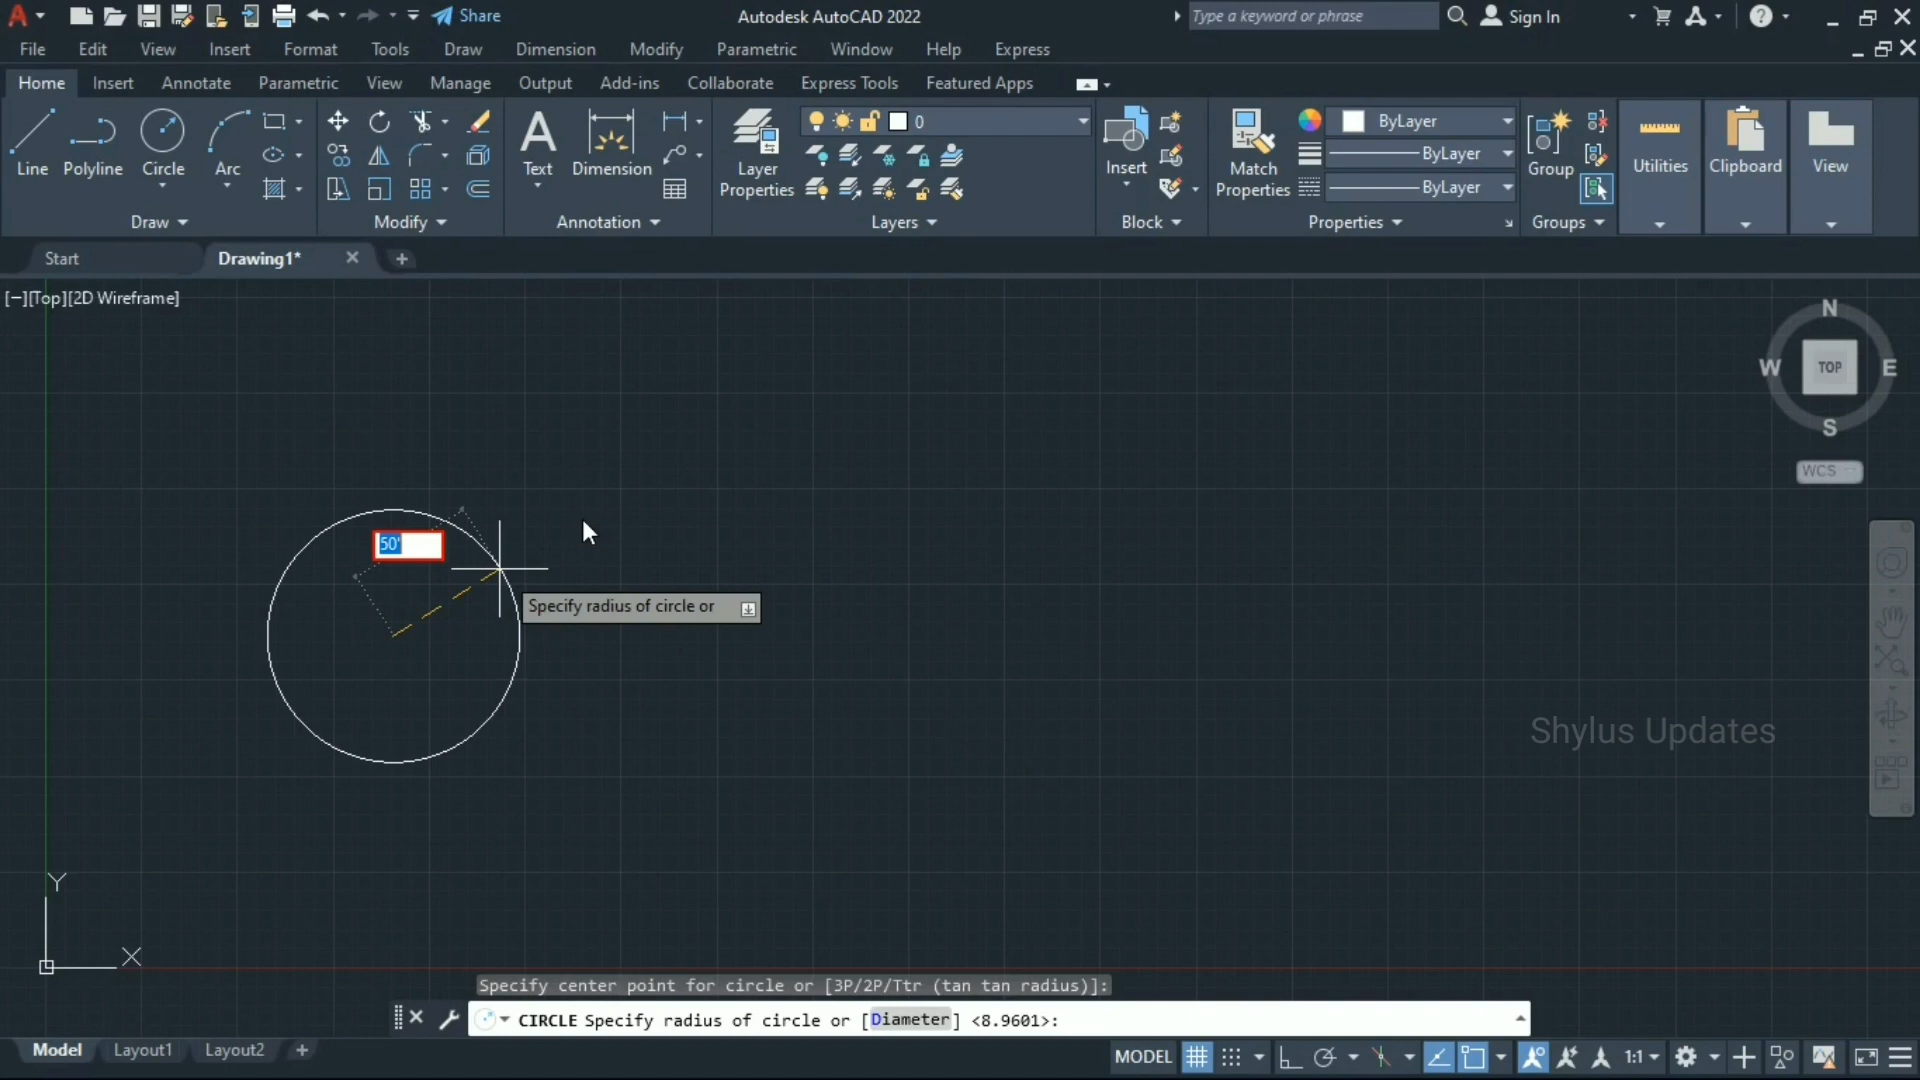 Share
Autodesk AutoCAD 2022
Type a keyword or phrase
Sign In
File Edit View Insert Format Tools Draw Dimension Modify Parametric Window Help Express
Home Insert Annotate Parametric View Manage Output Add-ins Collaborate Express Tools Featured Apps
Line Polyline Circle Arc
Text Dimension
Layer Properties
0
Insert
Match Properties
ByLayer
ByLayer
ByLayer
Group
Utilities Clipboard View
Draw Modify Annotation Layers Block Properties Groups
Start Drawing1*
[−][Top][2D Wireframe]
N
W TOP E
S
WCS
50'
Specify radius of circle or
Shylus Updates
Y
X
Specify center point for circle or [3P/2P/Ttr (tan tan radius)]:
CIRCLE Specify radius of circle or [Diameter] <8.9601>:
Model Layout1 Layout2 +
MODEL 1:1